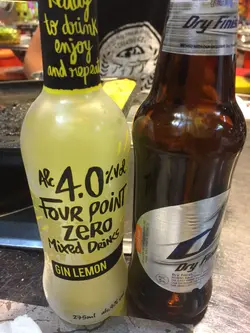 Ready
to drink
enjoy
and repeat
Alc 4.0%Vol
FOUR POINT
ZERO
Mixed Drinks
GIN LEMON
275ml
Dry Finish
Dry Finish